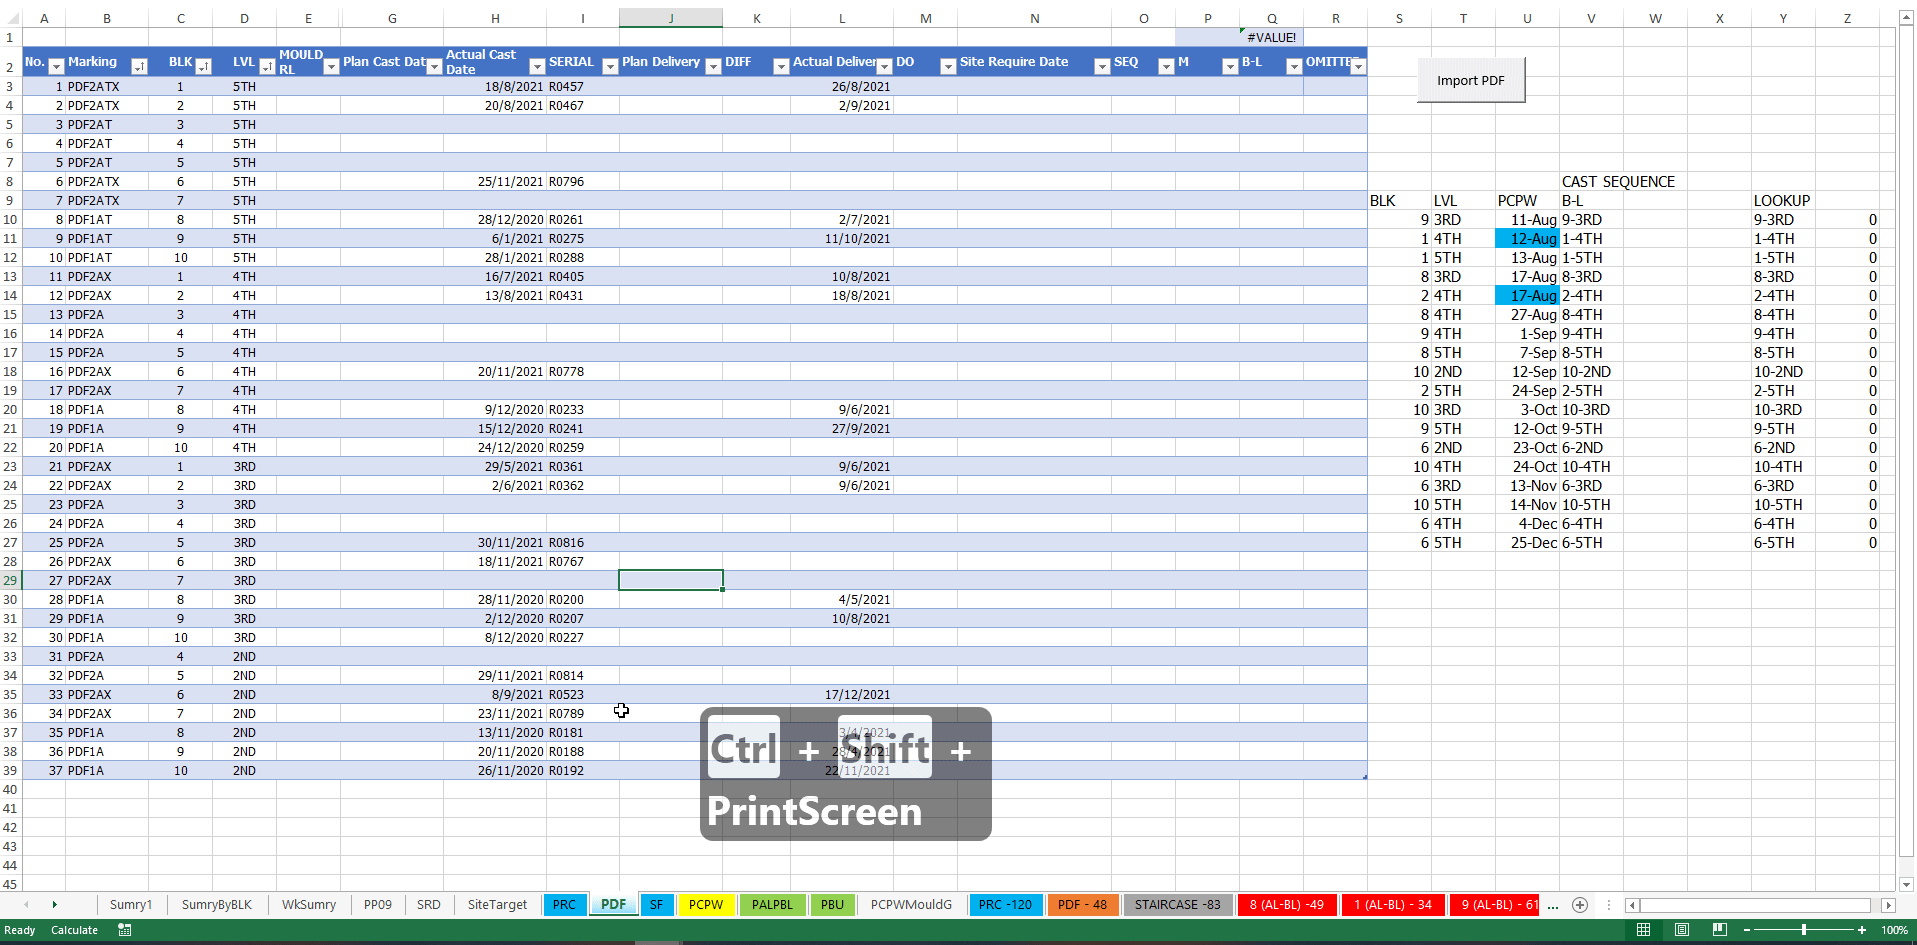 A B C D E G H I J K L M N O P Q R S T U V W X Y Z
1 #VALUE!
2 No. Marking BLK LVL MOULD RL Plan Cast Dat Actual Cast Date SERIAL Plan Delivery DIFF Actual Deliver DO Site Require Date SEQ M B-L OMITTE
Import PDF
3 1 PDF2ATX 1 5TH 18/8/2021 R0457 26/8/2021
4 2 PDF2ATX 2 5TH 20/8/2021 R0467 2/9/2021
5 3 PDF2AT 3 5TH
6 4 PDF2AT 4 5TH
7 5 PDF2AT 5 5TH
8 6 PDF2ATX 6 5TH 25/11/2021 R0796 CAST SEQUENCE
9 7 PDF2ATX 7 5TH BLK LVL PCPW B-L LOOKUP
10 8 PDF1AT 8 5TH 28/12/2020 R0261 2/7/2021 9 3RD 11-Aug 9-3RD 9-3RD 0
11 9 PDF1AT 9 5TH 6/1/2021 R0275 11/10/2021 1 4TH 12-Aug 1-4TH 1-4TH 0
12 10 PDF1AT 10 5TH 28/1/2021 R0288 1 5TH 13-Aug 1-5TH 1-5TH 0
13 11 PDF2AX 1 4TH 16/7/2021 R0405 10/8/2021 8 3RD 17-Aug 8-3RD 8-3RD 0
14 12 PDF2AX 2 4TH 13/8/2021 R0431 18/8/2021 2 4TH 17-Aug 2-4TH 2-4TH 0
15 13 PDF2A 3 4TH 8 4TH 27-Aug 8-4TH 8-4TH 0
16 14 PDF2A 4 4TH 9 4TH 1-Sep 9-4TH 9-4TH 0
17 15 PDF2A 5 4TH 8 5TH 7-Sep 8-5TH 8-5TH 0
18 16 PDF2AX 6 4TH 20/11/2021 R0778 10 2ND 12-Sep 10-2ND 10-2ND 0
19 17 PDF2AX 7 4TH 2 5TH 24-Sep 2-5TH 2-5TH 0
20 18 PDF1A 8 4TH 9/12/2020 R0233 9/6/2021 10 3RD 3-Oct 10-3RD 10-3RD 0
21 19 PDF1A 9 4TH 15/12/2020 R0241 27/9/2021 9 5TH 12-Oct 9-5TH 9-5TH 0
22 20 PDF1A 10 4TH 24/12/2020 R0259 6 2ND 23-Oct 6-2ND 6-2ND 0
23 21 PDF2AX 1 3RD 29/5/2021 R0361 9/6/2021 10 4TH 24-Oct 10-4TH 10-4TH 0
24 22 PDF2AX 2 3RD 2/6/2021 R0362 9/6/2021 6 3RD 13-Nov 6-3RD 6-3RD 0
25 23 PDF2A 3 3RD 10 5TH 14-Nov 10-5TH 10-5TH 0
26 24 PDF2A 4 3RD 6 4TH 4-Dec 6-4TH 6-4TH 0
27 25 PDF2A 5 3RD 30/11/2021 R0816 6 5TH 25-Dec 6-5TH 6-5TH 0
28 26 PDF2AX 6 3RD 18/11/2021 R0767
29 27 PDF2AX 7 3RD
30 28 PDF1A 8 3RD 28/11/2020 R0200 4/5/2021
31 29 PDF1A 9 3RD 2/12/2020 R0207 10/8/2021
32 30 PDF1A 10 3RD 8/12/2020 R0227
33 31 PDF2A 4 2ND
34 32 PDF2A 5 2ND 29/11/2021 R0814
35 33 PDF2AX 6 2ND 8/9/2021 R0523 17/12/2021
36 34 PDF2AX 7 2ND 23/11/2021 R0789
37 35 PDF1A 8 2ND 13/11/2020 R0181 3/4/2021
38 36 PDF1A 9 2ND 20/11/2020 R0188 28/4/2021
39 37 PDF1A 10 2ND 26/11/2020 R0192 22/11/2021
Ctrl + Shift +
PrintScreen
40
41
42
43
44
45
Sumry1 SumryByBLK WkSumry PP09 SRD SiteTarget PRC PDF SF PCPW PALPBL PBU PCPWMouldG PRC -120 PDF - 48 STAIRCASE -83 8 (AL-BL) -49 1 (AL-BL) - 34 9 (AL-BL) - 61 ...
Ready Calculate 100%